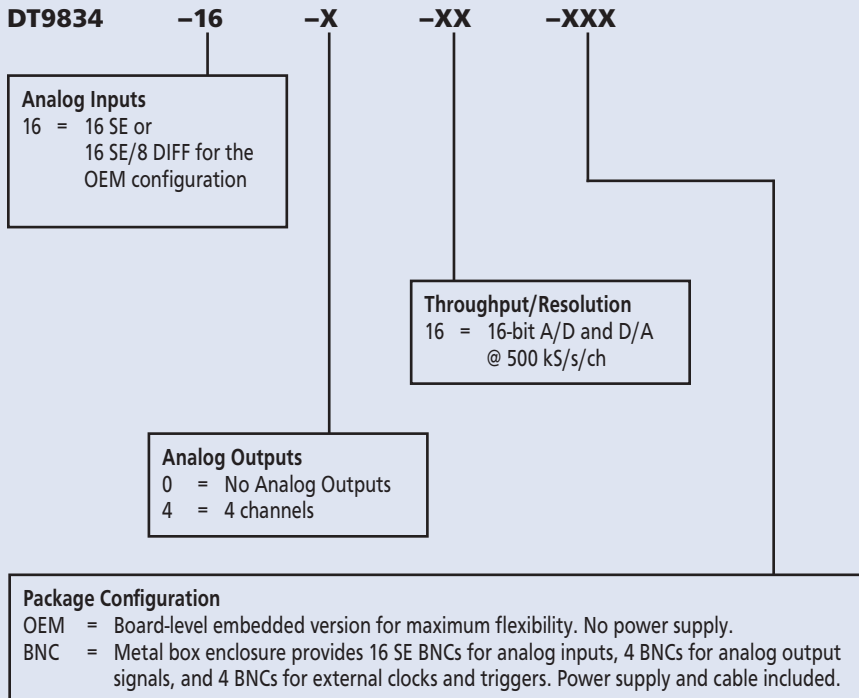 DT9834 –16 –X –XX –XXX
Analog Inputs
16 = 16 SE or
16 SE/8 DIFF for the
OEM configuration
Throughput/Resolution
16 = 16-bit A/D and D/A
@ 500 kS/s/ch
Analog Outputs
0 = No Analog Outputs
4 = 4 channels
Package Configuration
OEM = Board-level embedded version for maximum flexibility. No power supply.
BNC = Metal box enclosure provides 16 SE BNCs for analog inputs, 4 BNCs for analog output
signals, and 4 BNCs for external clocks and triggers. Power supply and cable included.